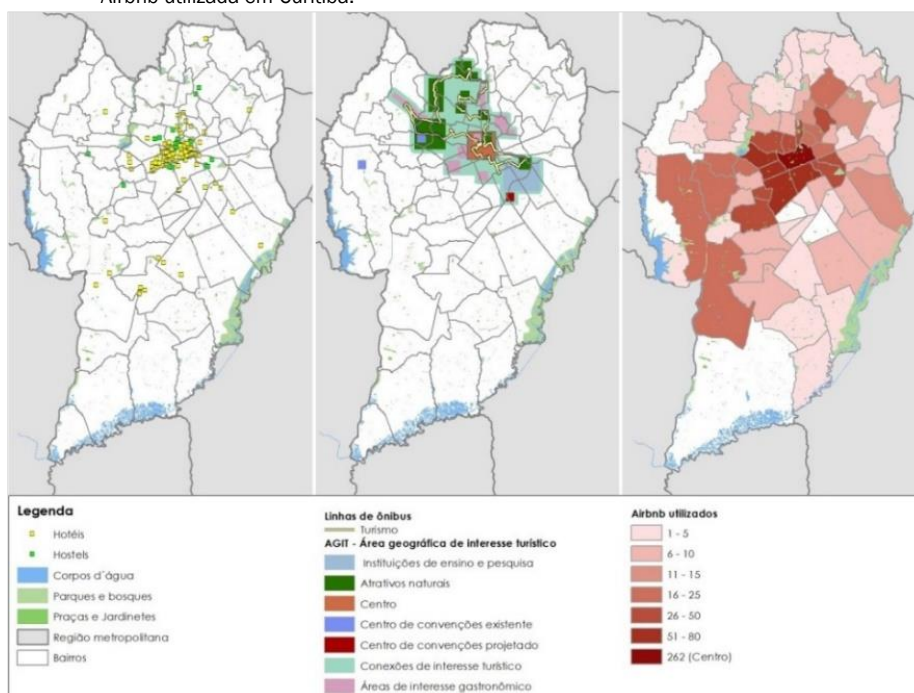 Airbnb utilizada em Curitiba.
Legenda
Hotéis
Hostels
Corpos d´água
Parques e bosques
Praças e Jardinetes
Região metropolitana
Bairros
Linhas de ônibus
Turismo
AGIT - Área geográfica de interesse turístico
Instituições de ensino e pesquisa
Atrativos naturais
Centro
Centro de convenções existente
Centro de convenções projetado
Conexões de interesse turístico
Áreas de interesse gastronômico
Airbnb utilizados
1 - 5
6 - 10
11 - 15
16 - 25
26 - 50
51 - 80
262 (Centro)